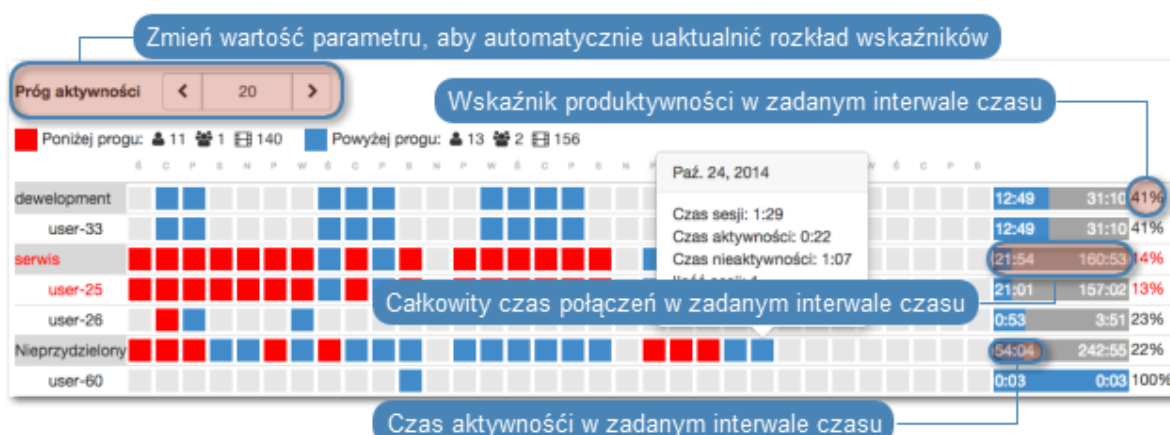 Zmień wartość parametru, aby automatycznie uaktualnić rozkład wskaźników
Próg aktywności 20
Wskaźnik produktywności w zadanym interwale czasu
Poniżej progu: 11 1 140 Powyżej progu: 13 2 156
Ś C P S N P W Ś C P S N P W Ś C P S N P W Ś C P S
Paź. 24, 2014
dewelopment 12:49 31:10 41%
Czas sesji: 1:29
user-33 12:49 31:10 41%
Czas aktywności: 0:22
Czas nieaktywności: 1:07
serwis 21:54 160:53 14%
user-25 21:01 157:02 13%
Całkowity czas połączeń w zadanym interwale czasu
user-26 0:53 3:51 23%
Nieprzydzielony 54:04 242:55 22%
user-60 0:03 0:03 100%
Czas aktywnośći w zadanym interwale czasu